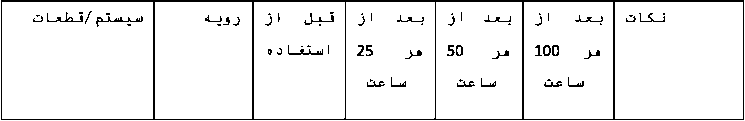 سیستم/قطعات
رویه
قبل از
استفاده
بعد از
هر 25
ساعت
بعد از
هر 50
ساعت
بعد از
هر 100
ساعت
نکات